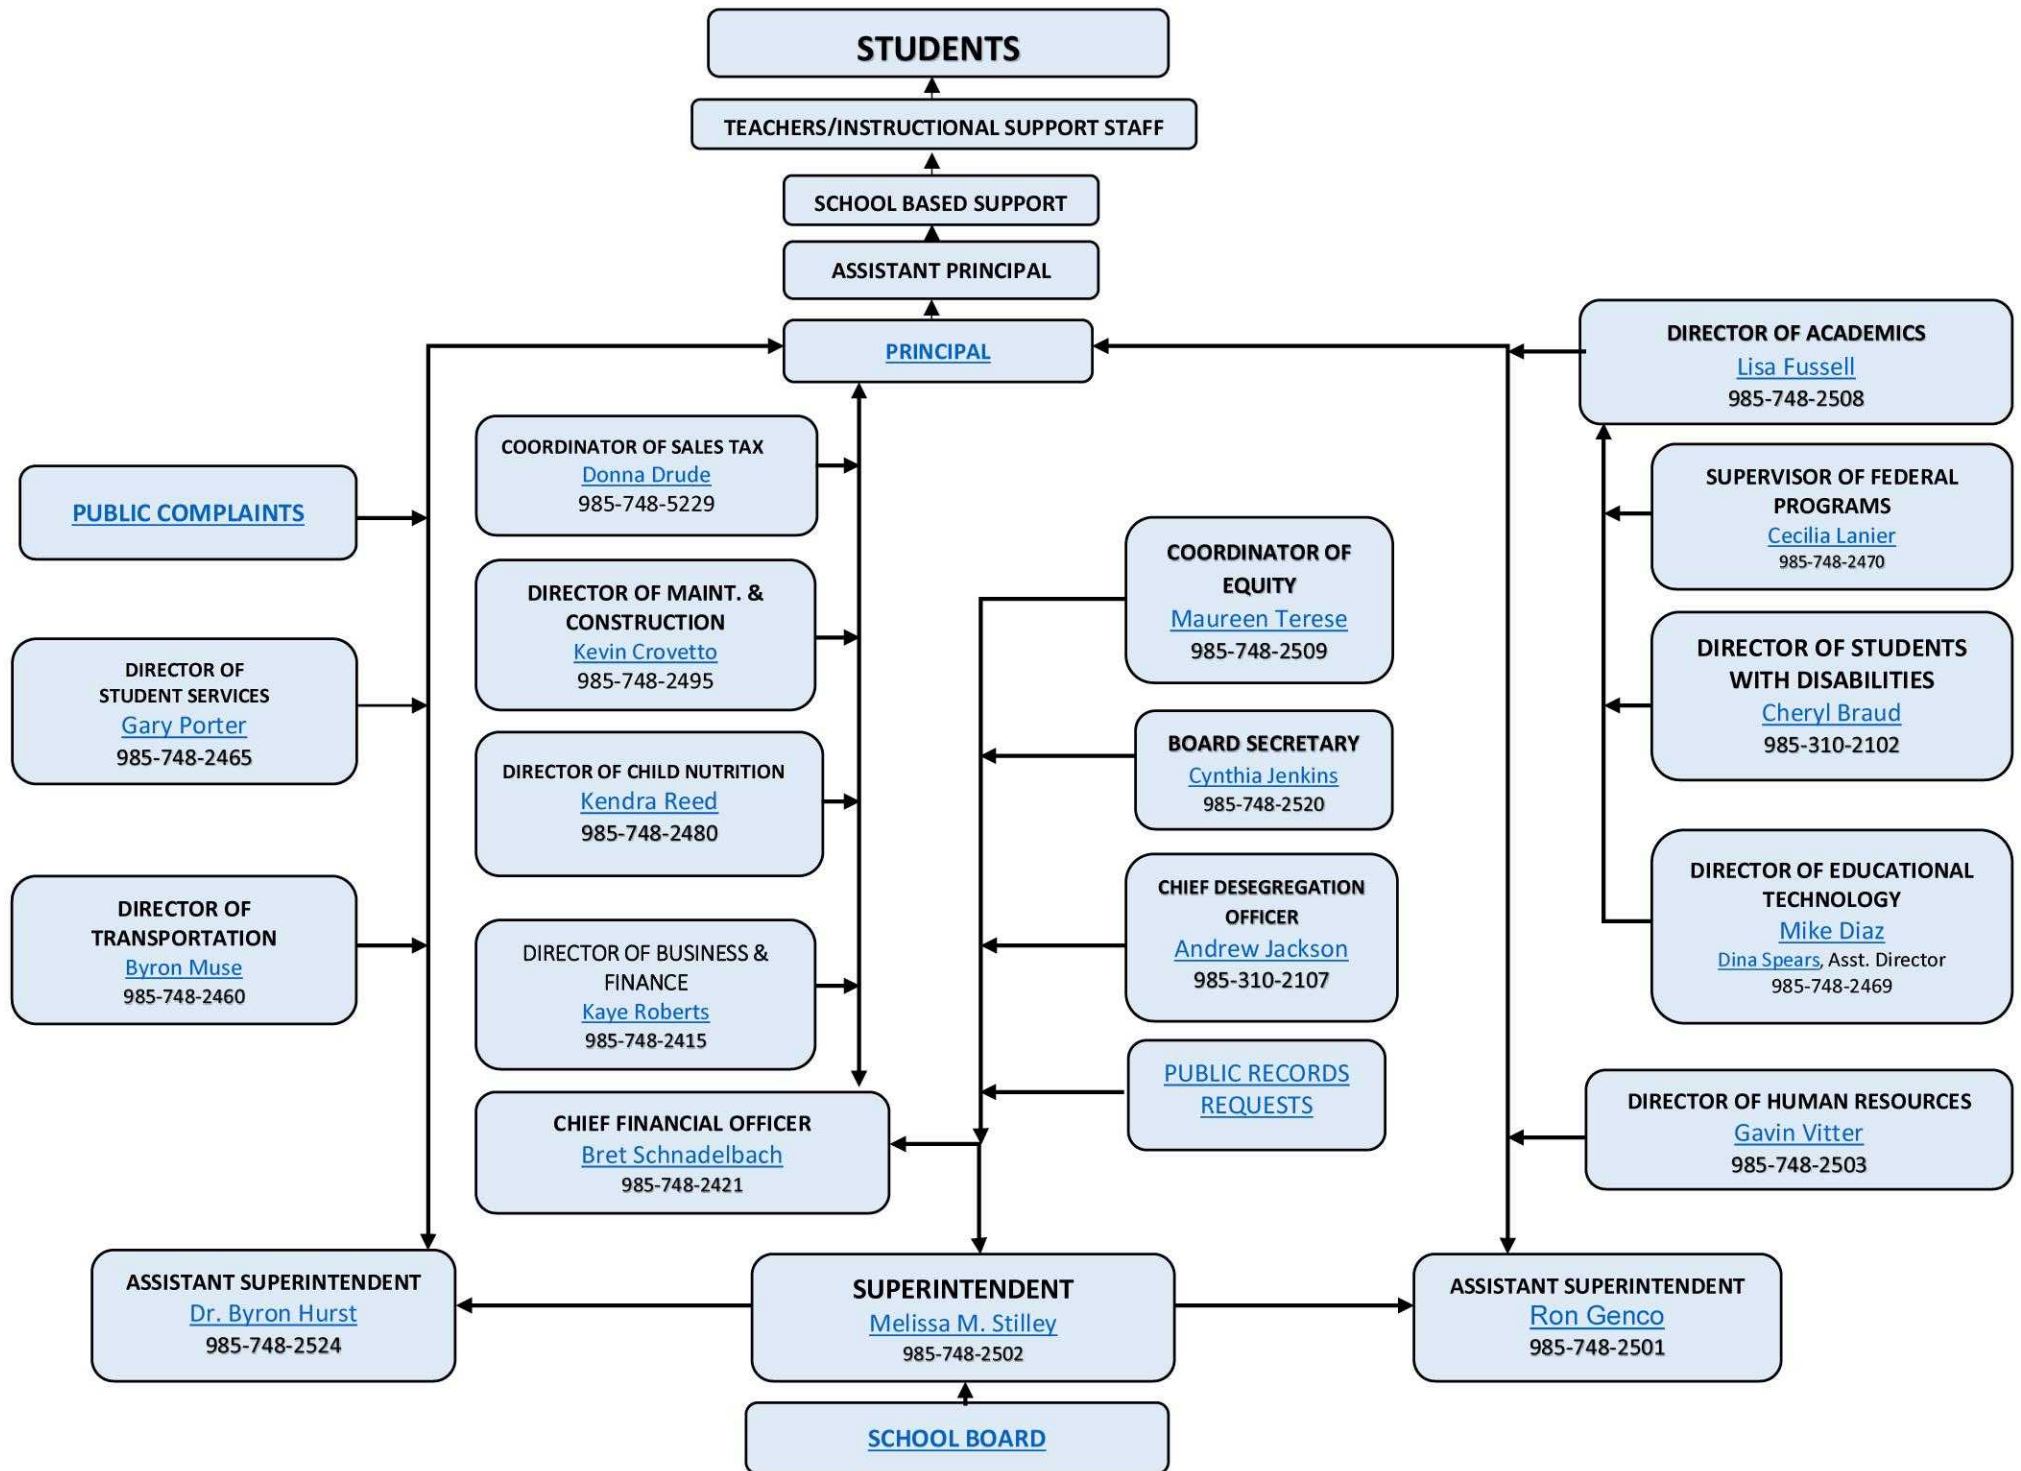 STUDENTS
TEACHERS/INSTRUCTIONAL SUPPORT STAFF
SCHOOL BASED SUPPORT
ASSISTANT PRINCIPAL
PRINCIPAL
DIRECTOR OF ACADEMICS
Lisa Fussell
985-748-2508
COORDINATOR OF SALES TAX
Donna Drude
985-748-5229
PUBLIC COMPLAINTS
SUPERVISOR OF FEDERAL
PROGRAMS
Cecilia Lanier
985-748-2470
COORDINATOR OF
EQUITY
Maureen Terese
985-748-2509
DIRECTOR OF MAINT. &
CONSTRUCTION
Kevin Crovetto
985-748-2495
DIRECTOR OF
STUDENT SERVICES
Gary Porter
985-748-2465
DIRECTOR OF STUDENTS
WITH DISABILITIES
Cheryl Braud
985-310-2102
BOARD SECRETARY
Cynthia Jenkins
985-748-2520
DIRECTOR OF CHILD NUTRITION
Kendra Reed
985-748-2480
DIRECTOR OF
TRANSPORTATION
Byron Muse
985-748-2460
CHIEF DESEGREGATION
OFFICER
Andrew Jackson
985-310-2107
DIRECTOR OF EDUCATIONAL
TECHNOLOGY
Mike Diaz
Dina Spears, Asst. Director
985-748-2469
DIRECTOR OF BUSINESS &
FINANCE
Kaye Roberts
985-748-2415
PUBLIC RECORDS
REQUESTS
DIRECTOR OF HUMAN RESOURCES
Gavin Vitter
985-748-2503
CHIEF FINANCIAL OFFICER
Bret Schnadelbach
985-748-2421
ASSISTANT SUPERINTENDENT
Dr. Byron Hurst
985-748-2524
SUPERINTENDENT
Melissa M. Stilley
985-748-2502
ASSISTANT SUPERINTENDENT
Ron Genco
985-748-2501
SCHOOL BOARD